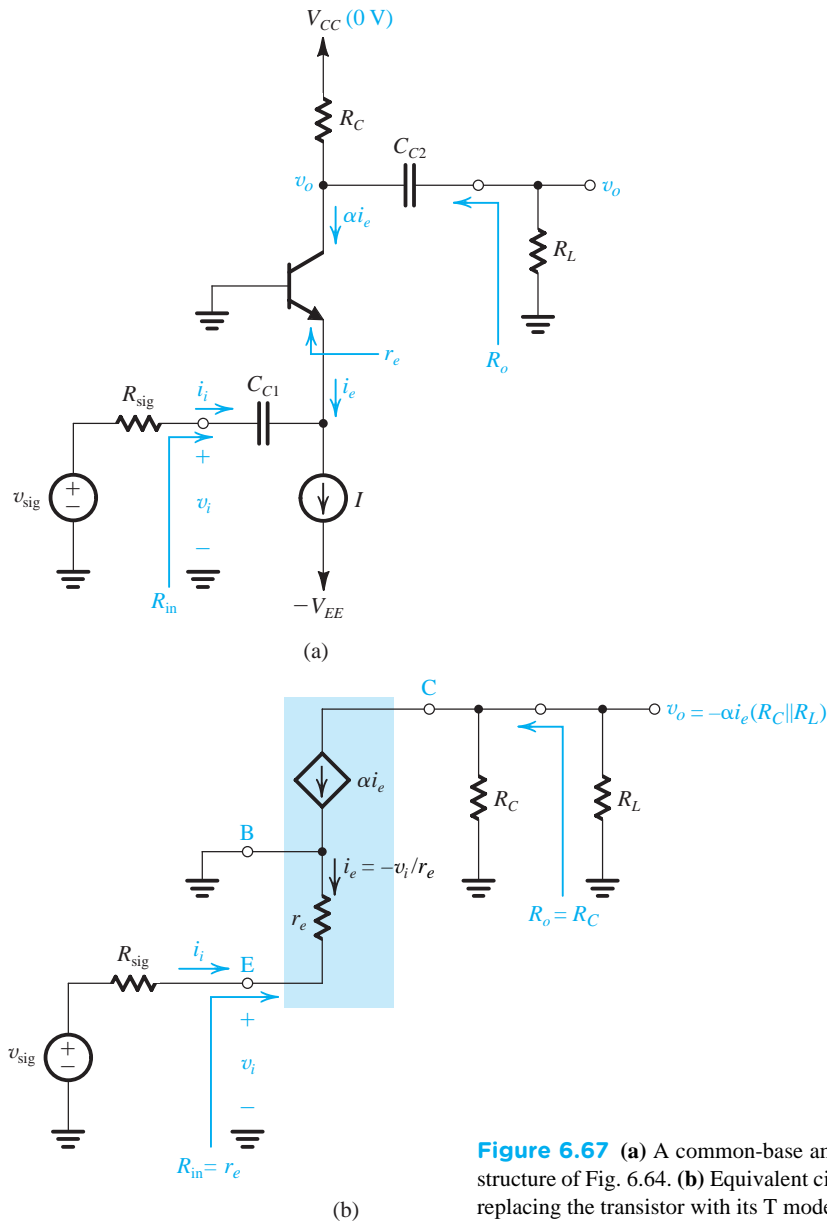 V_CC (0 V)
R_C
C_C2
v_o
v_o
αi_e
R_L
r_e
R_o
R_sig
i_i
C_C1
i_e
+
v_sig
+
−
v_i
I
−
R_in
−V_EE
(a)
C
v_o = −αi_e(R_C||R_L)
αi_e
R_C
R_L
B
i_e = −v_i/r_e
R_o = R_C
r_e
R_sig
i_i
E
+
v_sig
+
−
v_i
−
R_in = r_e
(b)
Figure 6.67 (a) A common-base am
structure of Fig. 6.64. (b) Equivalent ci
replacing the transistor with its T mode